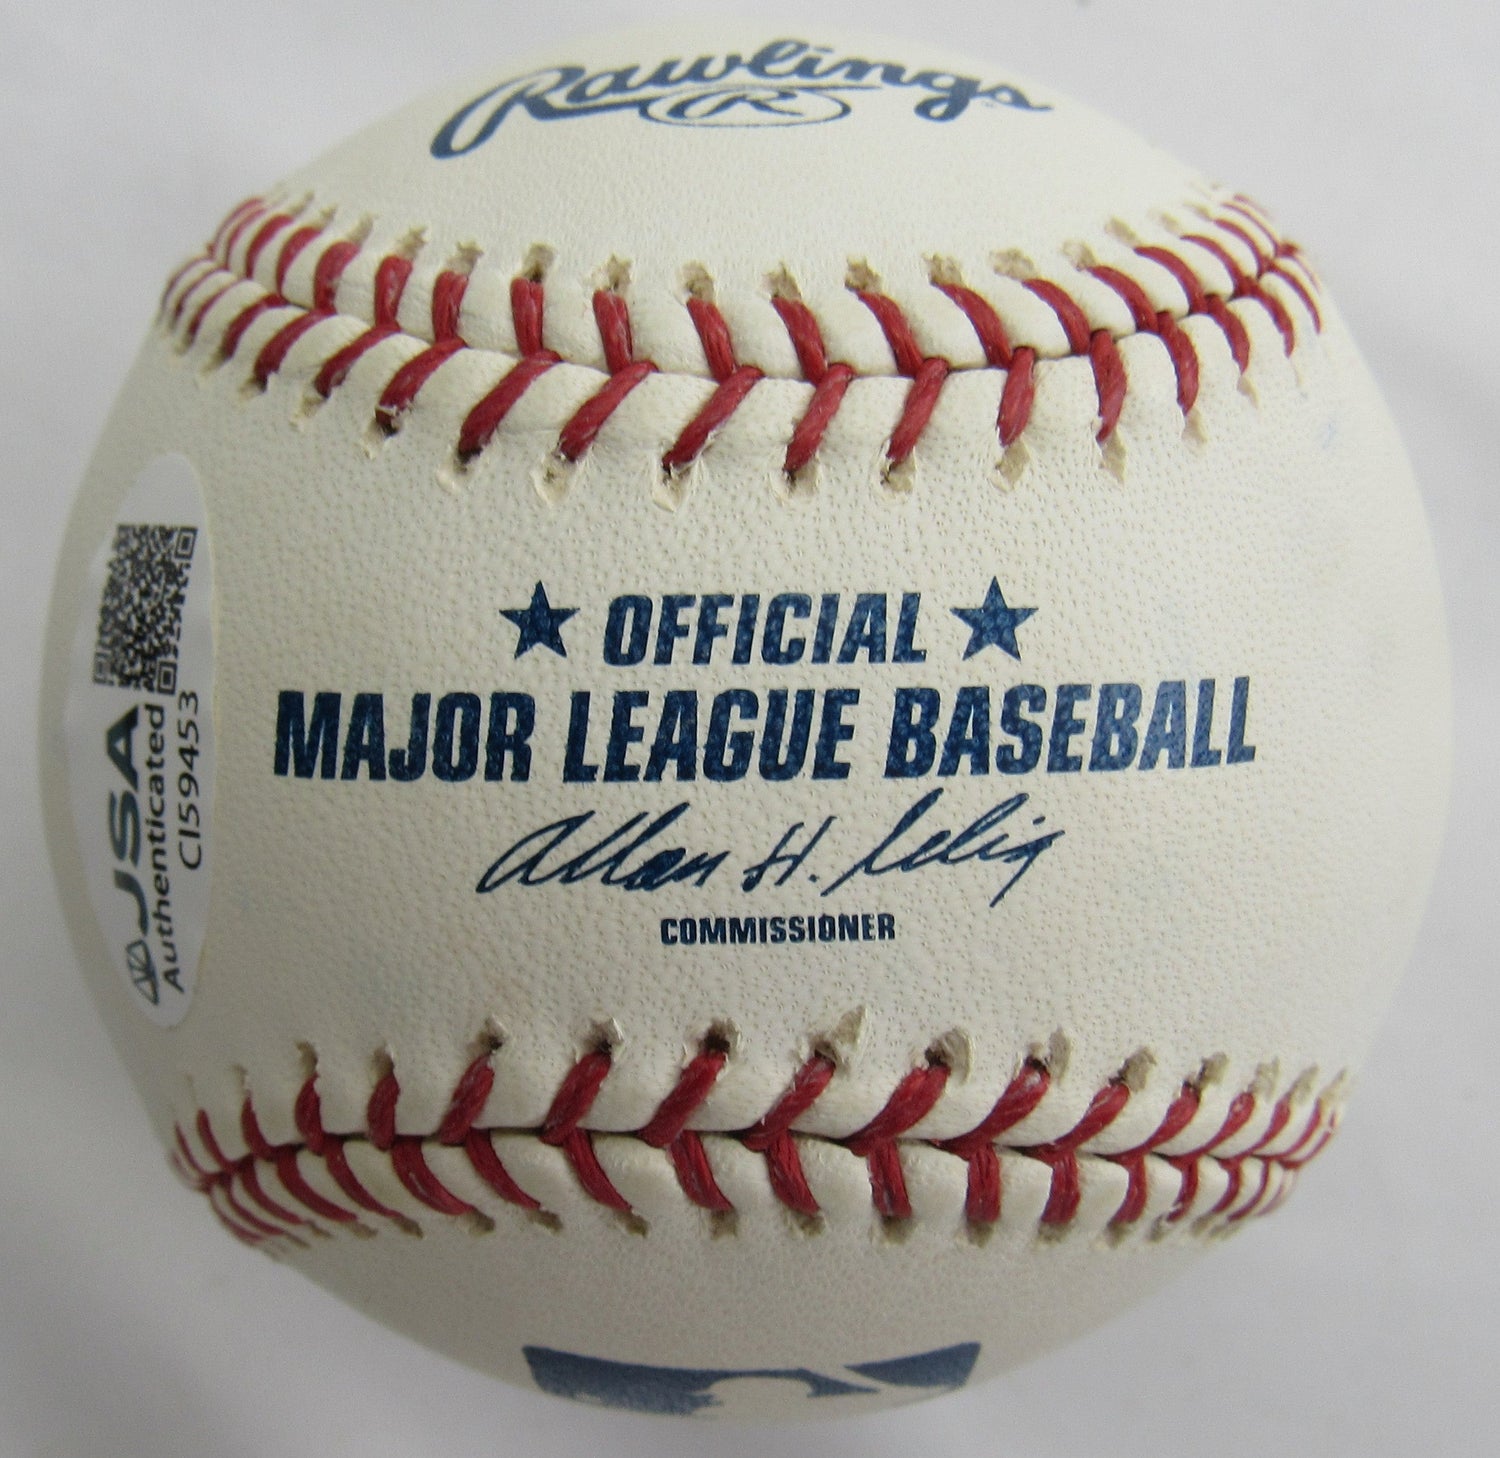 Rawlings
R
OFFICIAL
MAJOR LEAGUE BASEBALL
Allan H. Selig
COMMISSIONER
JSA
Authenticated
CI59453